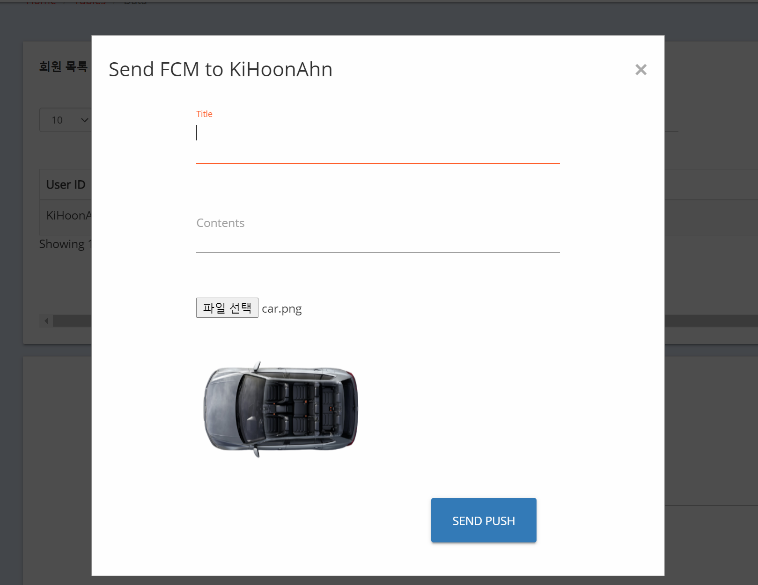 Send FCM to KiHoonAhn
×
회원 목록
Title
10
User ID
KiHoonA
Contents
Showing 1
파일 선택 car.png
SEND PUSH